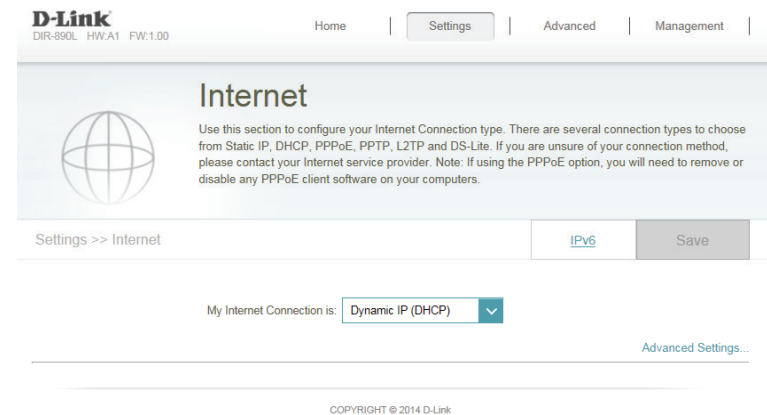 D-Link
DIR-890L HW:A1 FW:1.00
Home
Settings
Advanced
Management
Internet
Use this section to configure your Internet Connection type. There are several connection types to choose
from Static IP, DHCP, PPPoE, PPTP, L2TP and DS-Lite. If you are unsure of your connection method,
please contact your Internet service provider. Note: If using the PPPoE option, you will need to remove or
disable any PPPoE client software on your computers.
Settings >> Internet
IPv6
Save
My Internet Connection is: Dynamic IP (DHCP)
Advanced Settings...
COPYRIGHT © 2014 D-Link